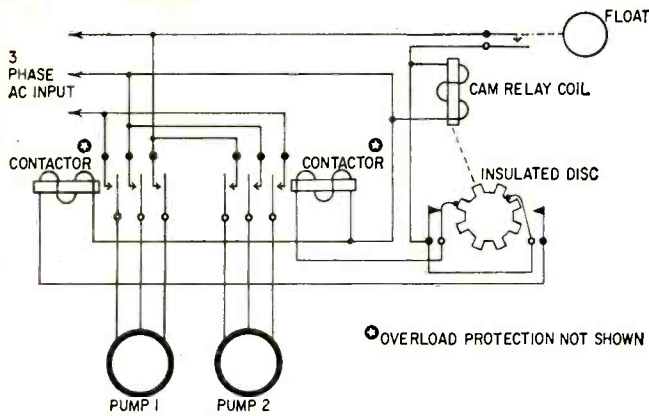 FLOAT
3
PHASE
AC INPUT
CAM RELAY COIL
CONTACTOR
CONTACTOR
INSULATED DISC
OVERLOAD PROTECTION NOT SHOWN
PUMP 1
PUMP 2